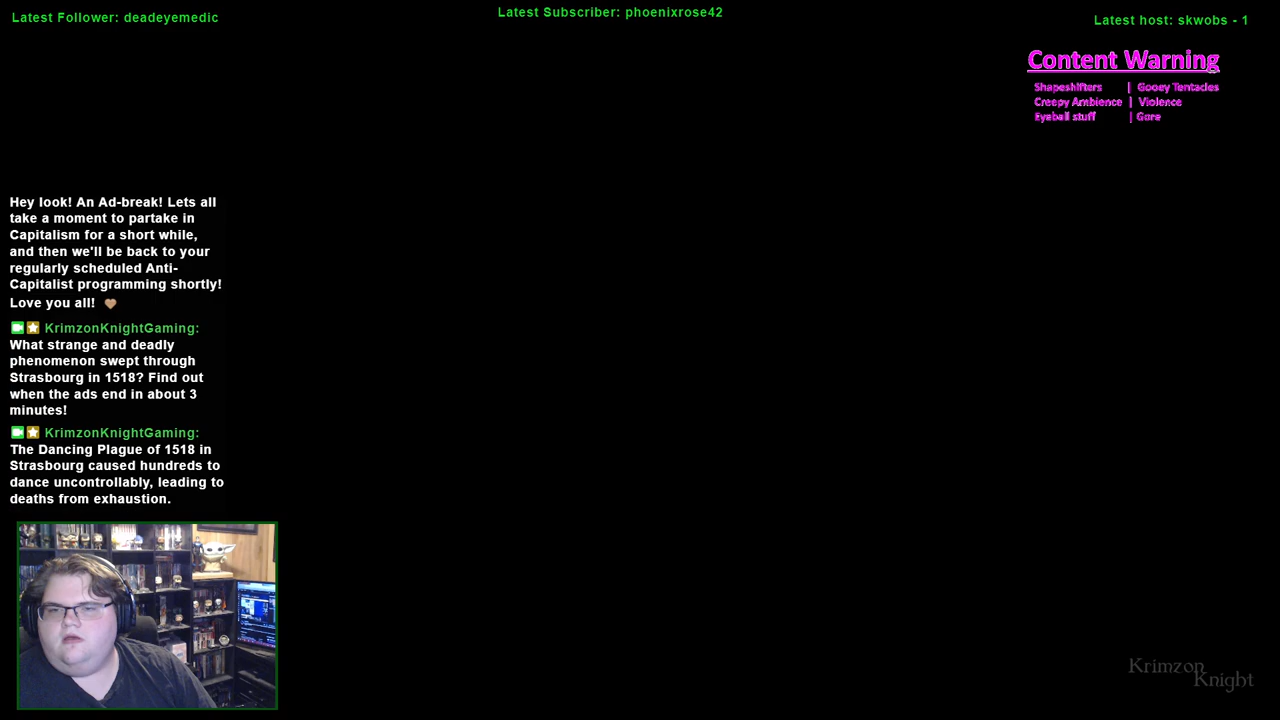 Latest Follower: deadeyemedic
Latest Subscriber: phoenixrose42
Latest host: skwobs - 1
Content Warning
Shapeshifters | Gooey Tentacles
Creepy Ambience | Violence
Eyeball stuff | Gore
Hey look! An Ad-break! Lets all
take a moment to partake in
Capitalism for a short while,
and then we'll be back to your
regularly scheduled Anti-
Capitalist programming shortly!
Love you all!
KrimzonKnightGaming:
What strange and deadly
phenomenon swept through
Strasbourg in 1518? Find out
when the ads end in about 3
minutes!
KrimzonKnightGaming:
The Dancing Plague of 1518 in
Strasbourg caused hundreds to
dance uncontrollably, leading to
deaths from exhaustion.
Krimzon
Knight